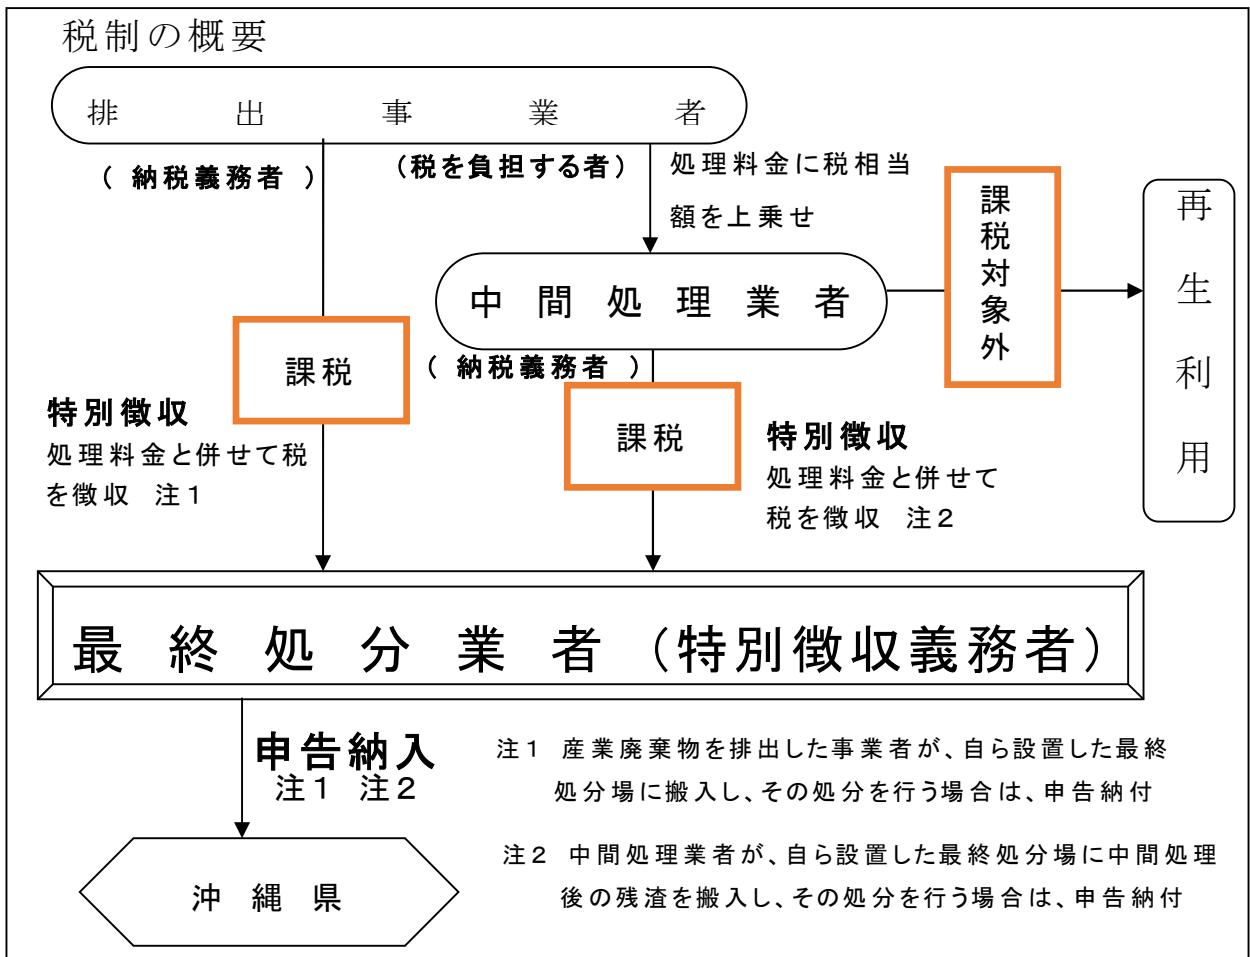 税制の概要
排出事業者
(納税義務者)
(税を負担する者)
処理料金に税相当
額を上乗せ
課税対象外
再生利用
中間処理業者
(納税義務者)
課税
特別徴収
処理料金と併せて税
を徴収 注1
課税
特別徴収
処理料金と併せて
税を徴収 注2
最終処分業者(特別徴収義務者)
申告納入
注1 注2
注1 産業廃棄物を排出した事業者が、自ら設置した最終
処分場に搬入し、その処分を行う場合は、申告納付
注2 中間処理業者が、自ら設置した最終処分場に中間処理
後の残渣を搬入し、その処分を行う場合は、申告納付
沖縄県